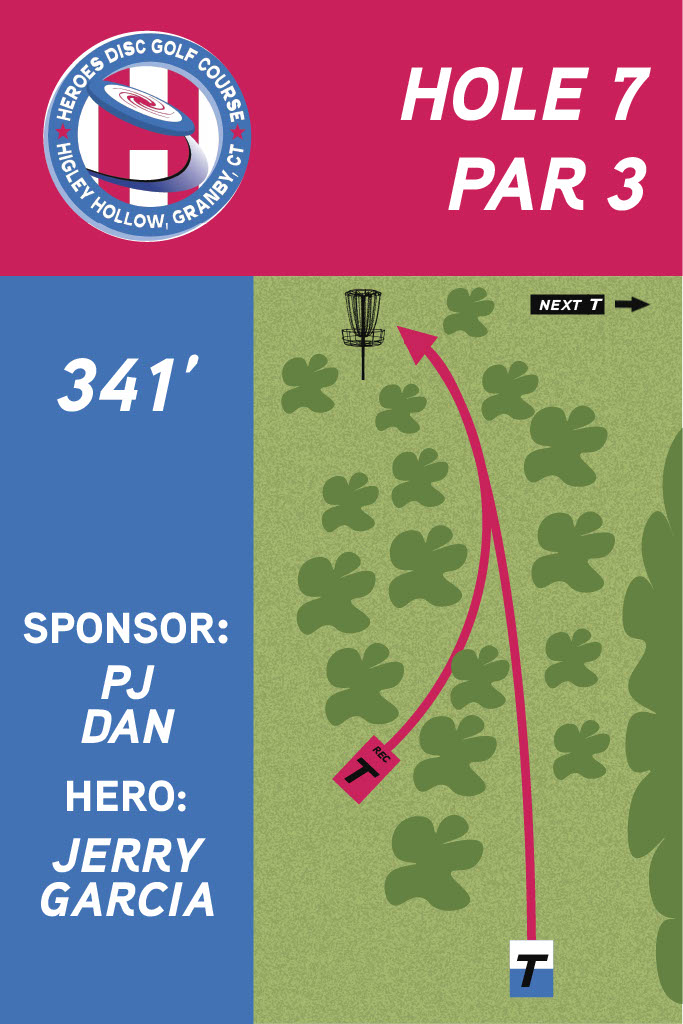 HEROES DISC GOLF COURSE
HIGLEY HOLLOW, GRANBY, CT
HOLE 7
PAR 3
341’
SPONSOR:
PJ
DAN
HERO:
JERRY
GARCIA
NEXT T
REC
T
T